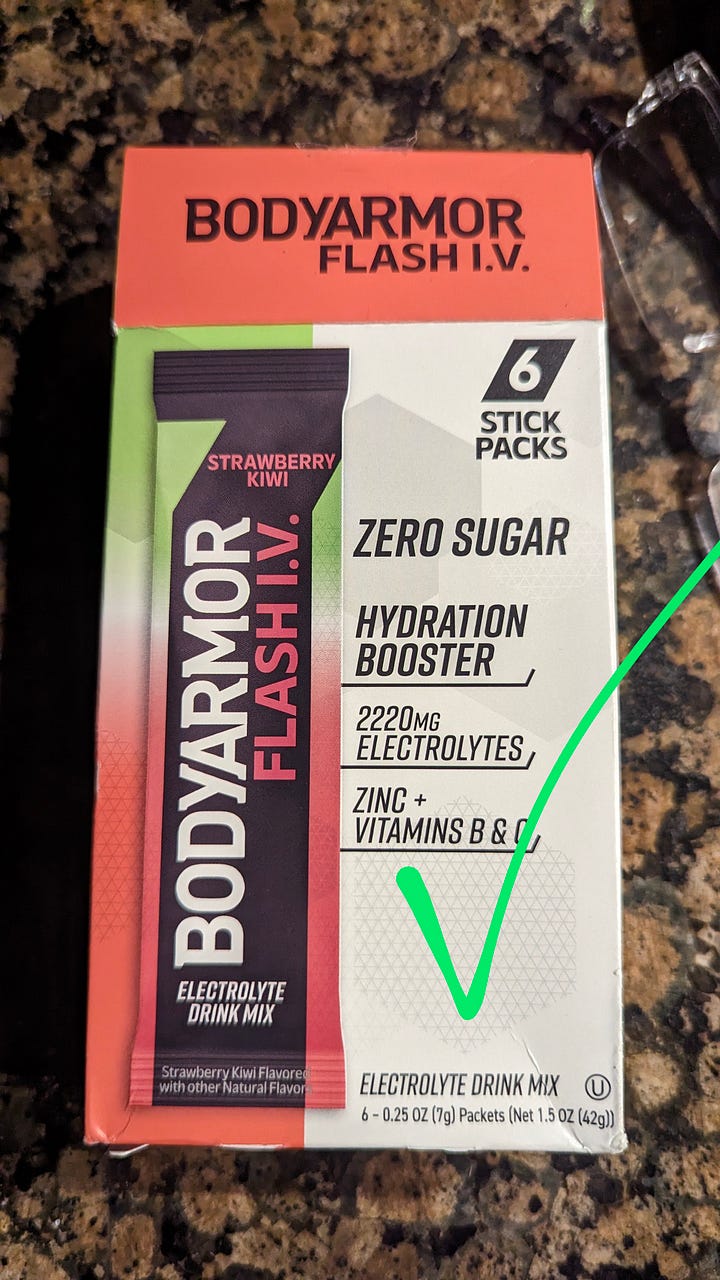 BODYARMOR
FLASH I.V.
6
STICK
PACKS
STRAWBERRY
KIWI
BODYARMOR
FLASH I.V.
ELECTROLYTE
DRINK MIX
Strawberry Kiwi Flavored
with other Natural Flavors
ZERO SUGAR
HYDRATION
BOOSTER
2220MG
ELECTROLYTES
ZINC +
VITAMINS B & C
ELECTROLYTE DRINK MIX
U
6 – 0.25 OZ (7g) Packets (Net 1.5 OZ (42g))